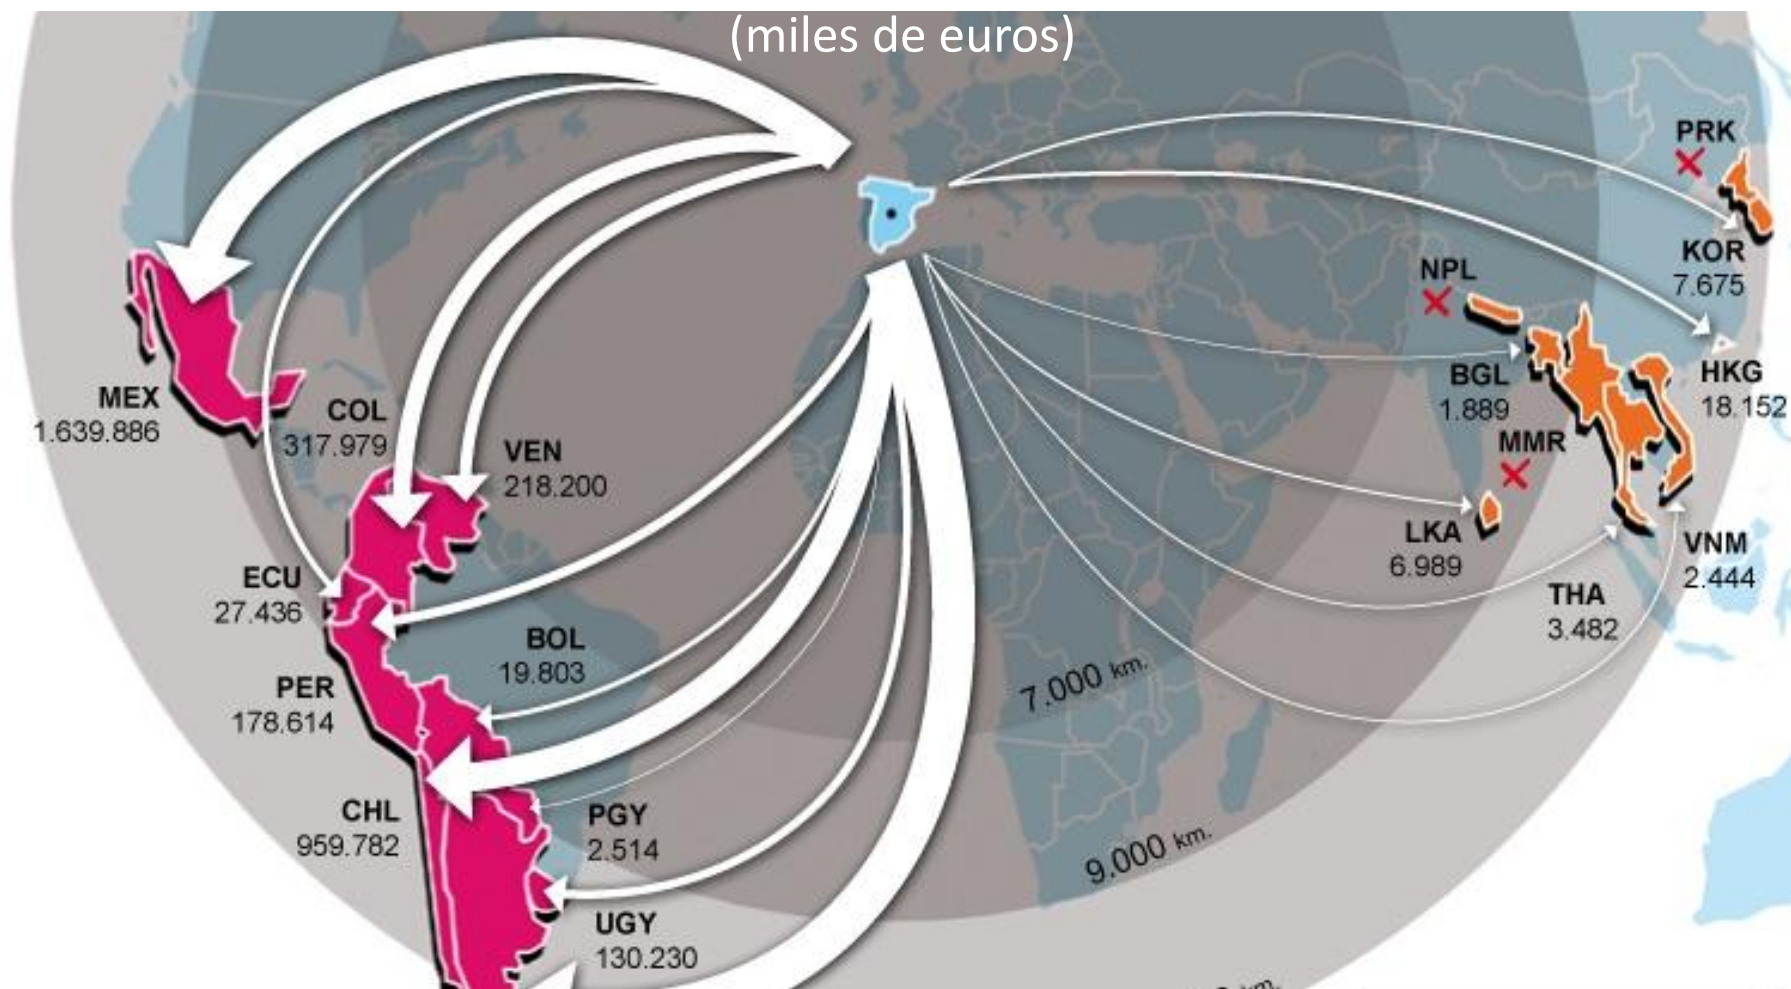 (miles de euros)
PRK
KOR
7.675
NPL
HKG
18.152
BGL
1.889
MMR
LKA
6.989
VNM
2.444
THA
3.482
MEX
1.639.886
COL
317.979
VEN
218.200
ECU
27.436
BOL
19.803
PER
178.614
7.000 km.
CHL
959.782
PGY
2.514
9.000 km.
UGY
130.230
km.